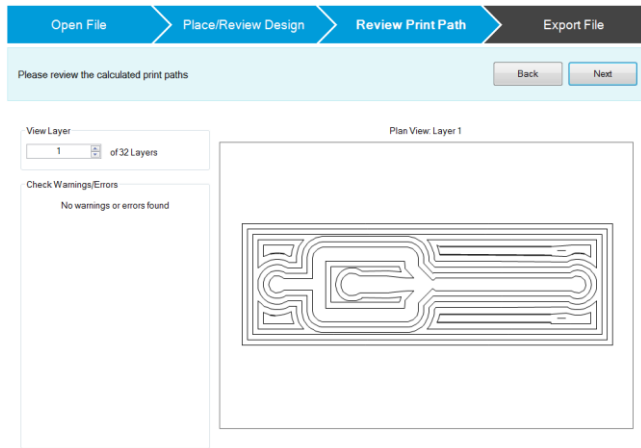 Open File
Place/Review Design
Review Print Path
Export File
Please review the calculated print paths
Back
Next
View Layer
1 of 32 Layers
Plan View: Layer 1
Check Warnings/Errors
No warnings or errors found